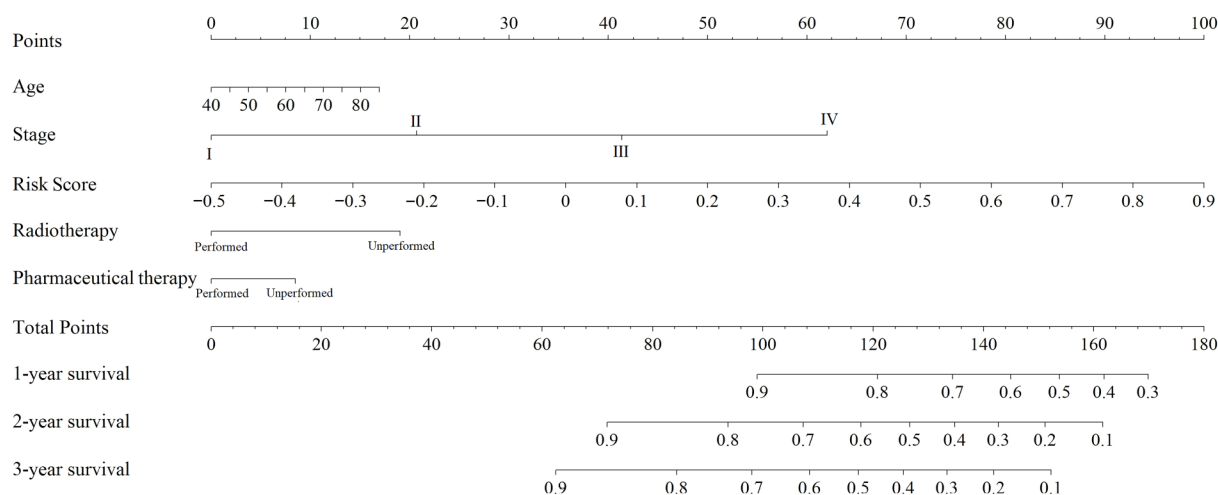 0 10 20 30 40 50 60 70 80 90 100
Points
Age
40 50 60 70 80
II IV
Stage
I III
Risk Score
−0.5 −0.4 −0.3 −0.2 −0.1 0 0.1 0.2 0.3 0.4 0.5 0.6 0.7 0.8 0.9
Radiotherapy
Performed Unperformed
Pharmaceutical therapy
Performed Unperformed
Total Points
0 20 40 60 80 100 120 140 160 180
1-year survival
0.9 0.8 0.7 0.6 0.5 0.4 0.3
2-year survival
0.9 0.8 0.7 0.6 0.5 0.4 0.3 0.2 0.1
3-year survival
0.9 0.8 0.7 0.6 0.5 0.4 0.3 0.2 0.1